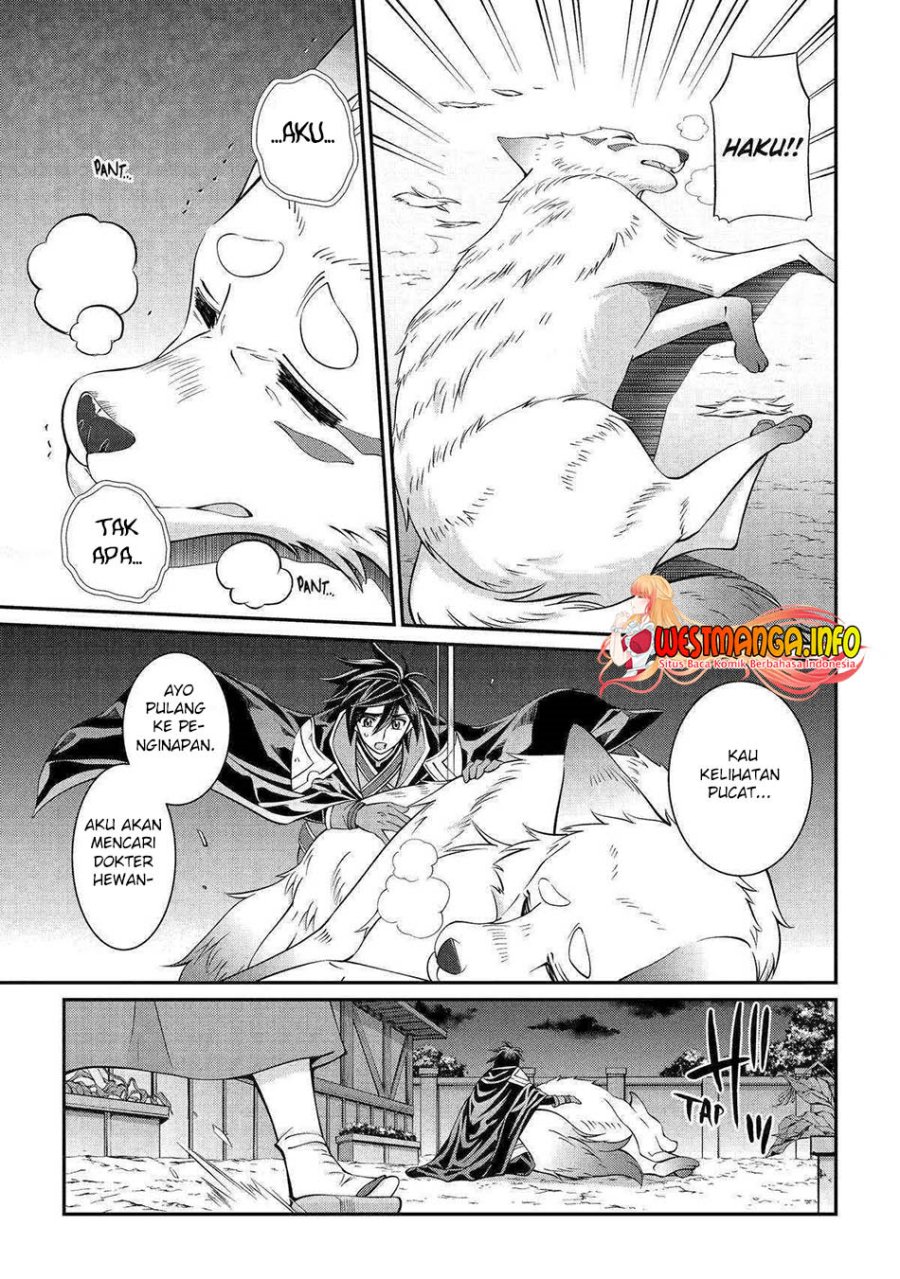 HAKU!!
...AKU...
PANT...
TAK
APA...
PANT...
WESTMANGA.INFO
Situs Baca Komik Berbahasa Indonesia
KAU
KELIHATAN
PUCAT...
AYO
PULANG
KE PE-
NGINAPAN.
AKU AKAN
MENCARI
DOKTER
HEWAN-
TAP